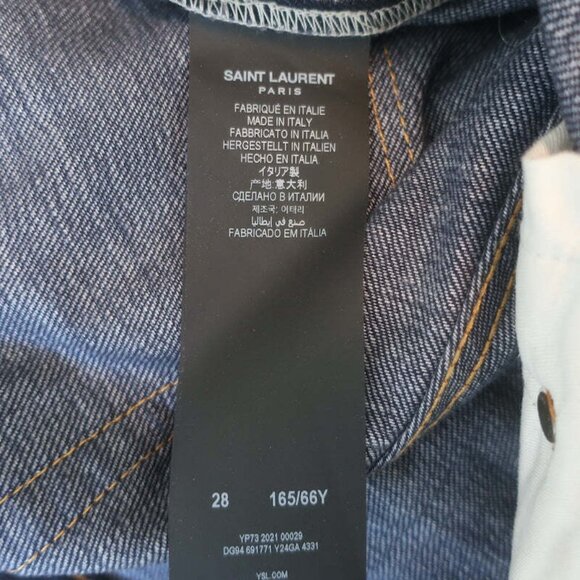 SAINT LAURENT
PARIS
FABRIQUÉ EN ITALIE
MADE IN ITALY
FABBRICATO IN ITALIA
HERGESTELLT IN ITALIEN
HECHO EN ITALIA
イタリア製
产地:意大利
СДЕЛАНО В ИТАЛИИ
제조국: 이태리
صنع في إيطاليا
FABRICADO EM ITÁLIA
28 165/66Y
YP73 2021 00029
DG94 691771 Y24GA 4331
YSL.COM